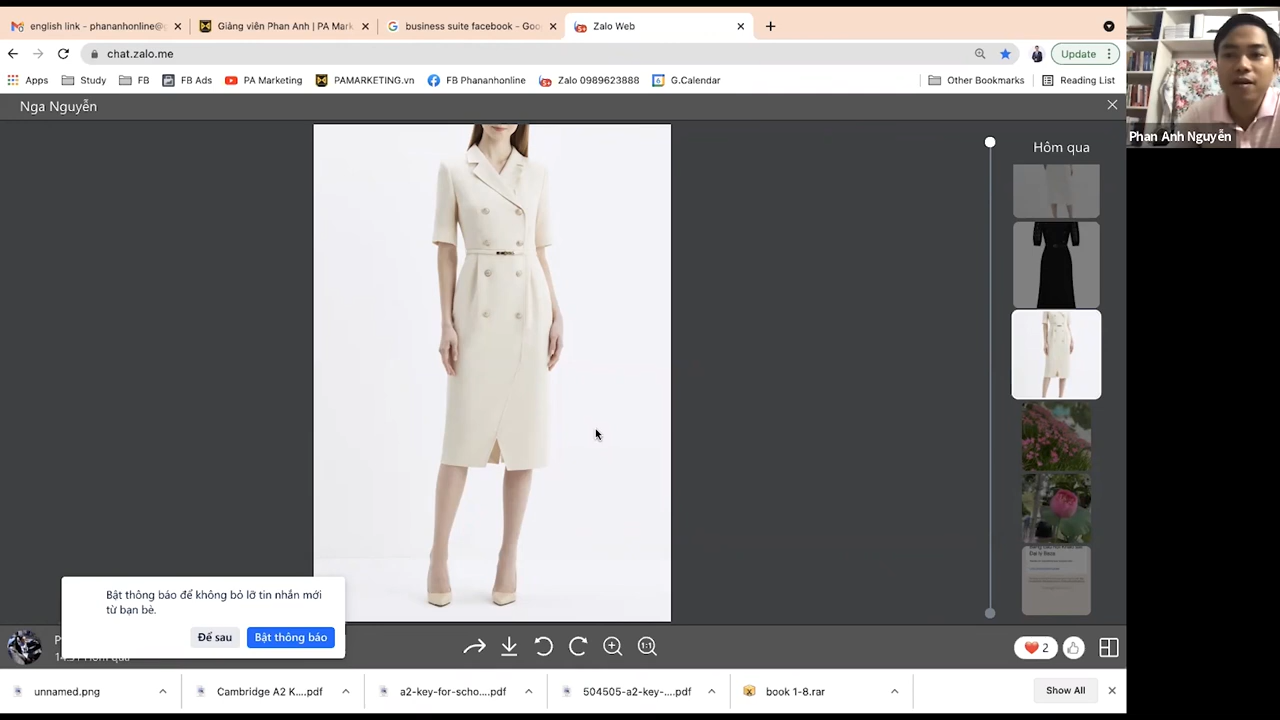 english link - phananhonline@g
Giảng viên Phan Anh | PA Mark
business suite facebook - Goo
Zalo Web
chat.zalo.me
Update
Apps
Study
FB
FB Ads
PA Marketing
PAMARKETING.vn
FB Phananhonline
Zalo 0989623888
G.Calendar
Other Bookmarks
Reading List
Phan Anh Nguyễn
Nga Nguyễn
Hôm qua
Bật thông báo để không bỏ lỡ tin nhắn mới
từ bạn bè.
Để sau
Bật thông báo
1:1
2
unnamed.png
Cambridge A2 K....pdf
a2-key-for-scho....pdf
504505-a2-key-....pdf
book 1-8.rar
Show All